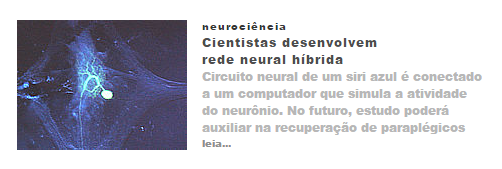 neurociência
Cientistas desenvolvem
rede neural híbrida
Circuito neural de um siri azul é conectado
a um computador que simula a atividade
do neurônio. No futuro, estudo poderá
auxiliar na recuperação de paraplégicos
leia...